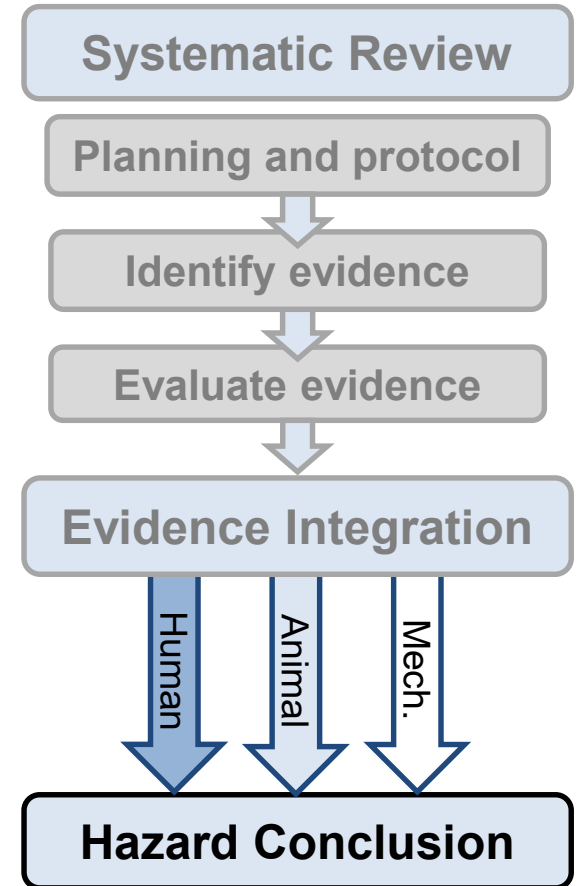 Systematic Review
Planning and protocol
Identify evidence
Evaluate evidence
Evidence Integration
Human
Animal
Mech.
Hazard Conclusion